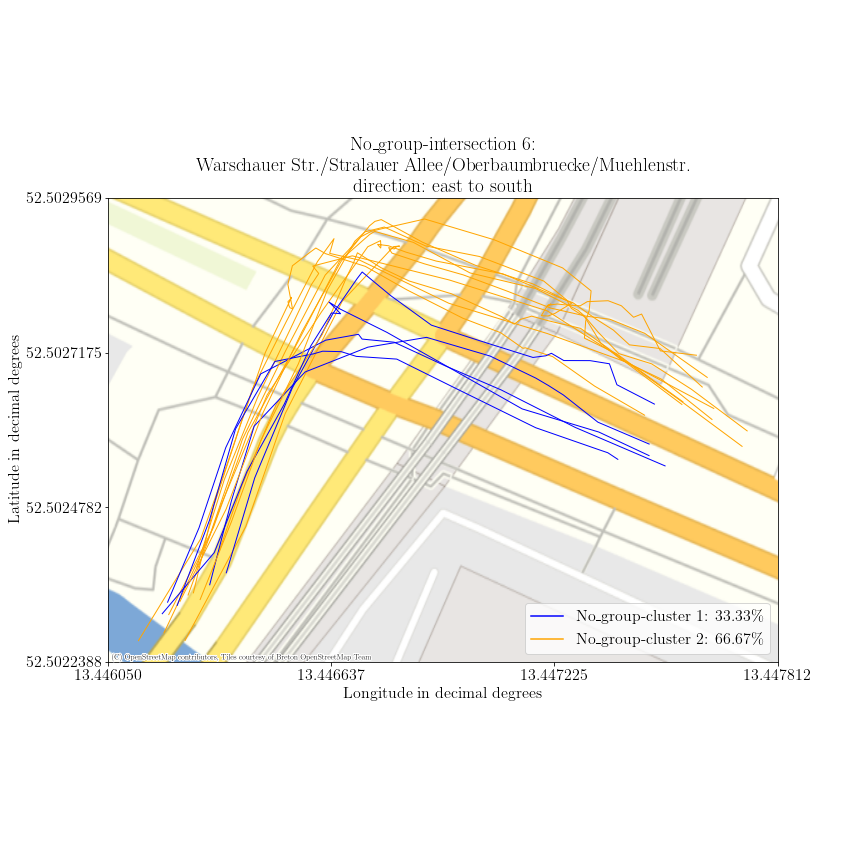 No_group-intersection 6:
Warschauer Str./Stralauer Allee/Oberbaumbruecke/Muehlenstr.
direction: east to south
52.5029569
52.5027175
52.5024782
52.5022388
Latitude in decimal degrees
No_group-cluster 1: 33.33%
No_group-cluster 2: 66.67%
(C) OpenStreetMap contributors, Tiles courtesy of Breton OpenStreetMap Team
13.446050
13.446637
13.447225
13.447812
Longitude in decimal degrees